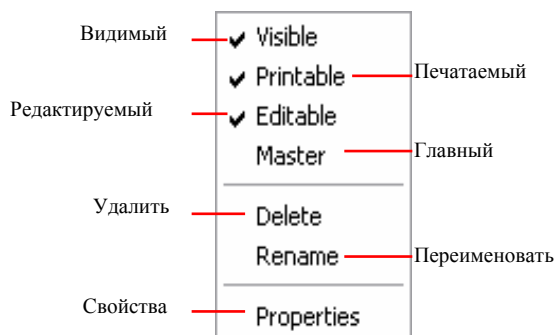 Видимый
Visible
Printable
Печатаемый
Редактируемый
Editable
Master
Главный
Удалить
Delete
Rename
Переименовать
Свойства
Properties